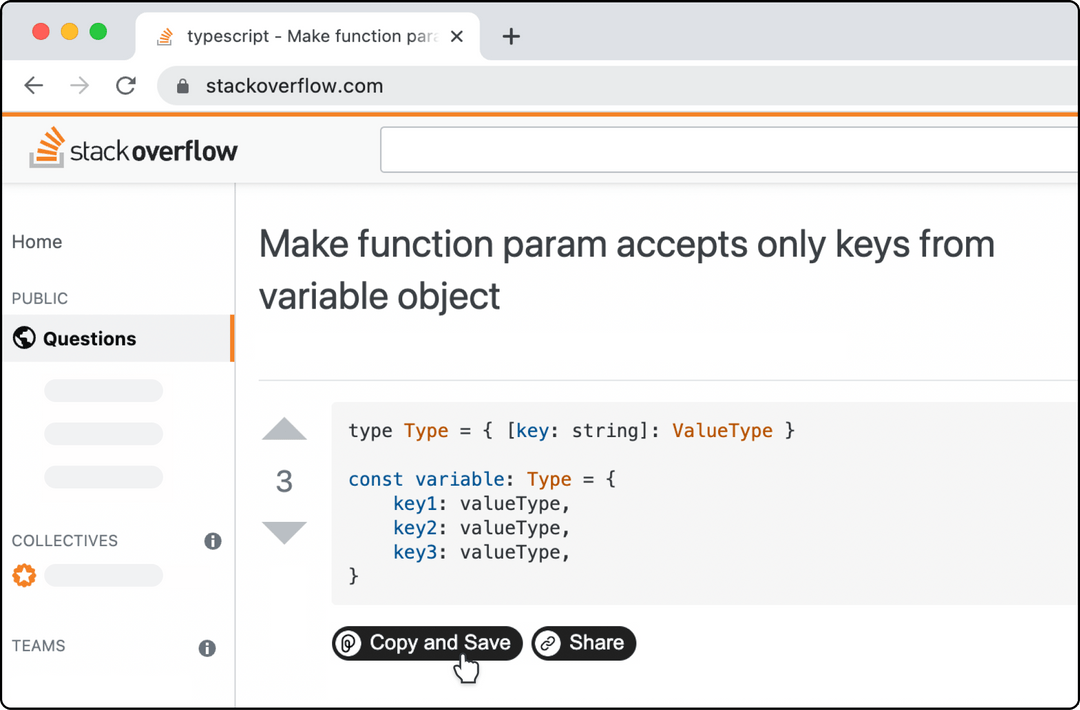 typescript - Make function para
stackoverflow.com
stackoverflow
Home
PUBLIC
Questions
COLLECTIVES
TEAMS
Make function param accepts only keys from
variable object
3
type Type = { [key: string]: ValueType }
const variable: Type = {
key1: valueType,
key2: valueType,
key3: valueType,
}
Copy and Save
Share